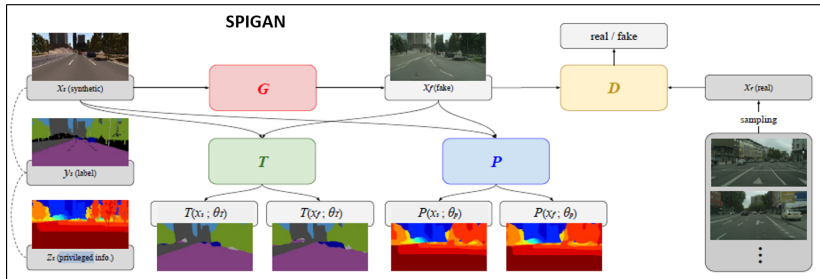 SPIGAN
real / fake
xs (synthetic)
G
xf (fake)
D
xr (real)
sampling
ys (label)
T
P
T(xs ; θT)
T(xf ; θT)
P(xs ; θP)
P(xf ; θP)
zs (privileged info.)